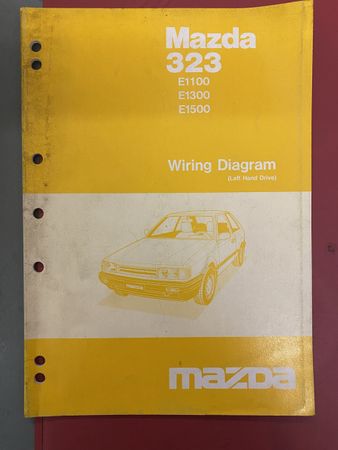 Mazda
323
E1100
E1300
E1500
Wiring Diagram
(Left Hand Drive)
mazda